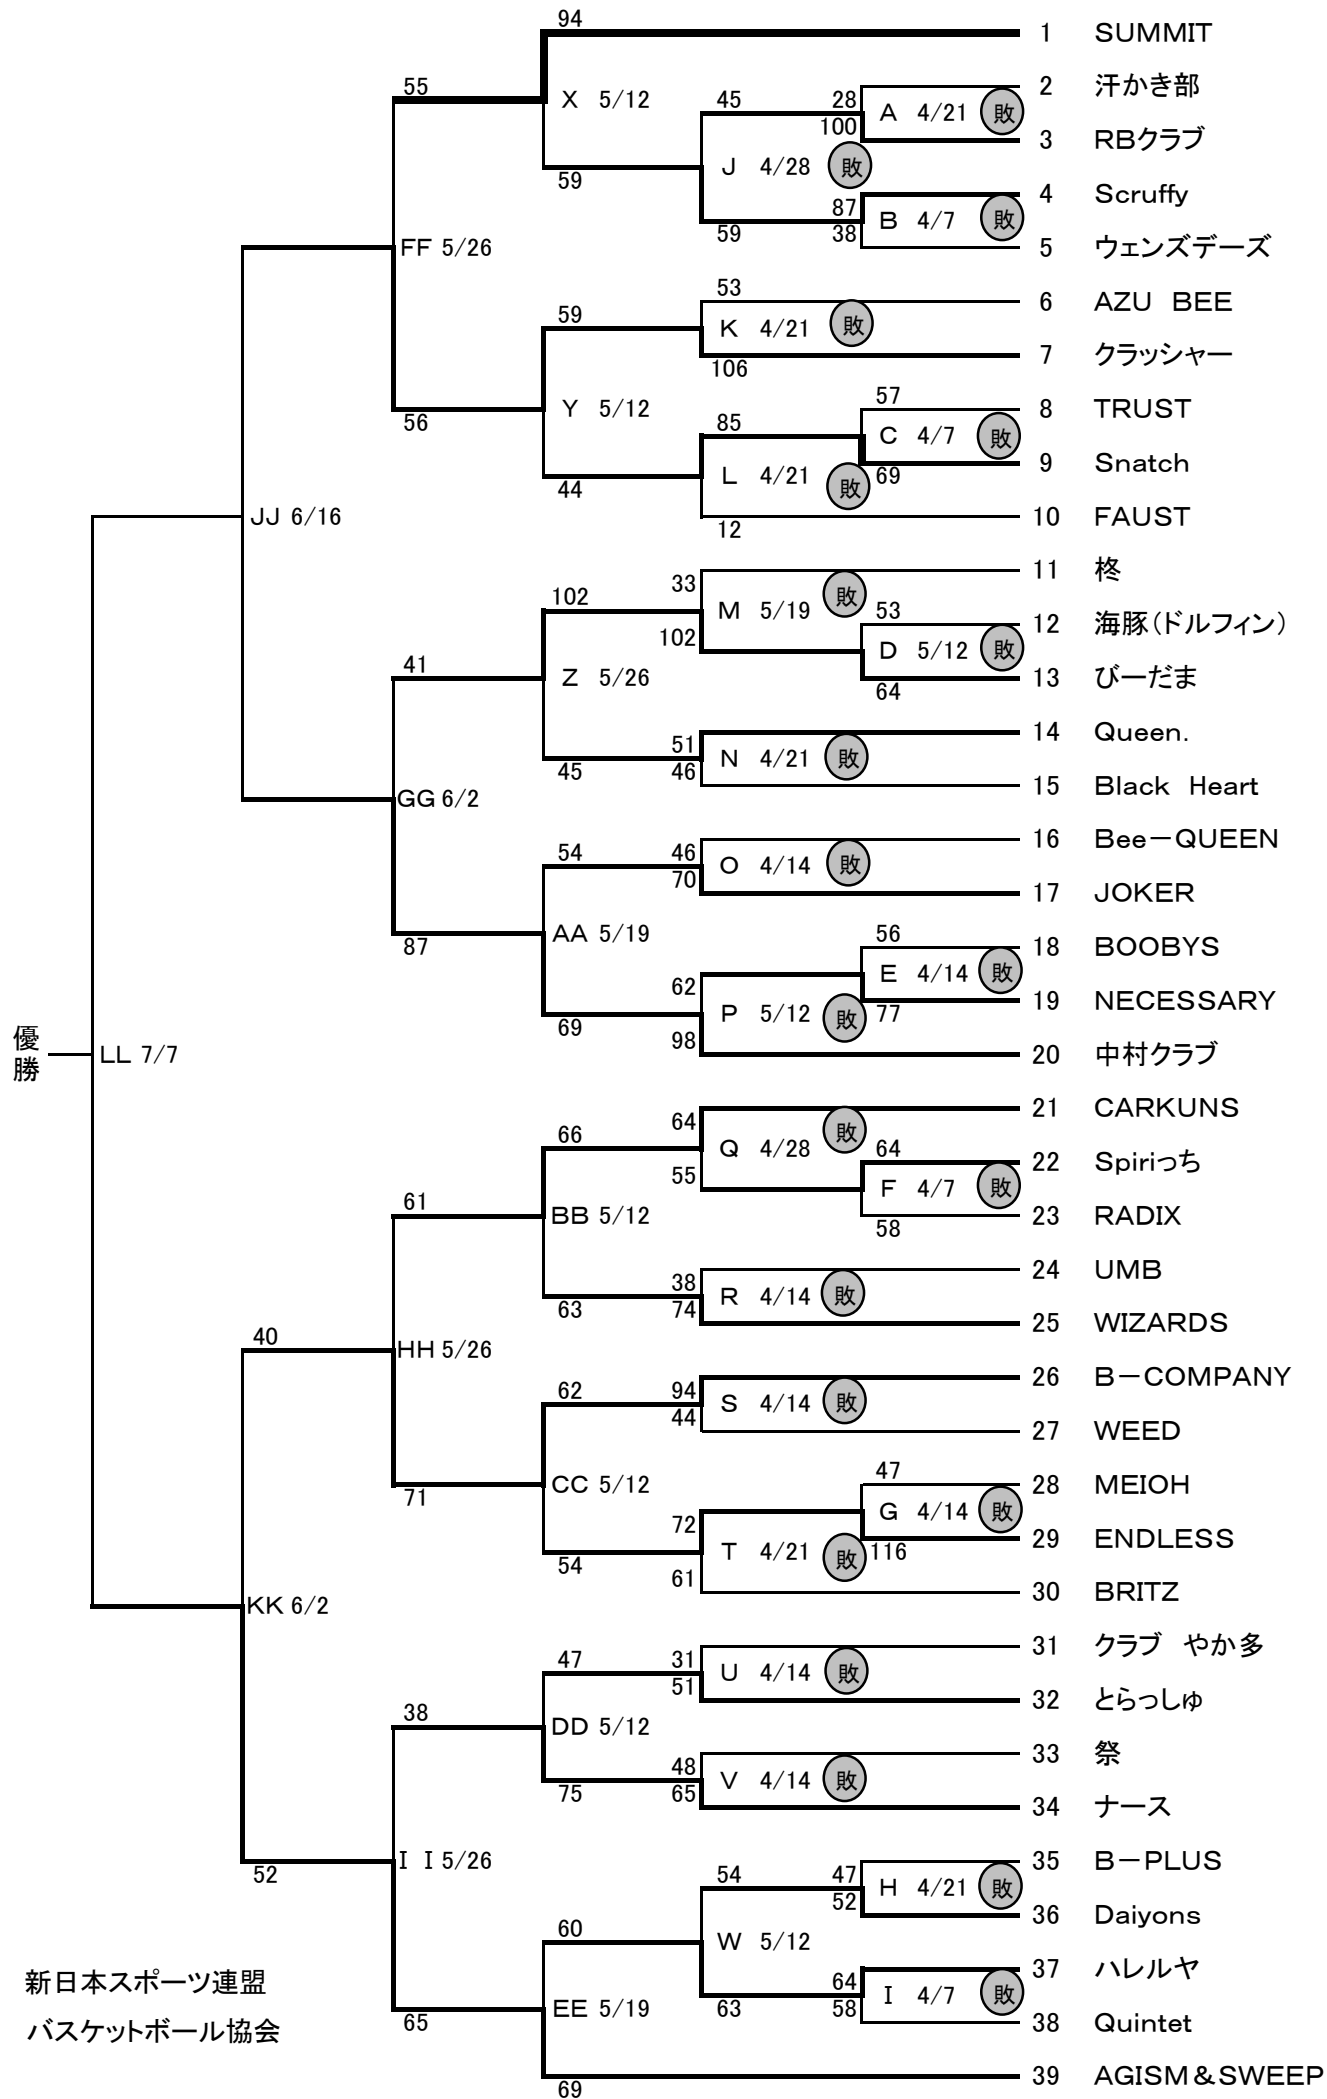 94
1 SUMMIT
55
X 5/12
2 汗かき部
45
28
A 4/21 敗
100
3 RBクラブ
J 4/28 敗
59
4 Scruffy
87
B 4/7 敗
59
38
5 ウェンズデーズ
FF 5/26
53
6 AZU BEE
59
K 4/21 敗
106
7 クラッシャー
57
8 TRUST
Y 5/12
56
85
C 4/7 敗
69
9 Snatch
L 4/21 敗
44
12
10 FAUST
JJ 6/16
11 柊
33
102
M 5/19 敗
53
12 海豚(ドルフィン)
102
D 5/12 敗
41
Z 5/26
64
13 びーだま
14 Queen.
51
N 4/21 敗
45
46
15 Black Heart
GG 6/2
16 Bee-QUEEN
54
46
O 4/14 敗
70
17 JOKER
AA 5/19
87
56
18 BOOBYS
E 4/14 敗
62
77
19 NECESSARY
P 5/12 敗
69
98
20 中村クラブ
優勝
LL 7/7
21 CARKUNS
64
66
Q 4/28 敗
64
22 Spiriっち
55
F 4/7 敗
61
BB 5/12
58
23 RADIX
24 UMB
38
R 4/14 敗
63
74
25 WIZARDS
40
HH 5/26
26 B-COMPANY
62
94
S 4/14 敗
44
27 WEED
47
28 MEIOH
CC 5/12
71
G 4/14 敗
72
116
29 ENDLESS
T 4/21 敗
54
61
30 BRITZ
KK 6/2
31 クラブ やか多
47
31
U 4/14 敗
51
32 とらっしゅ
38
DD 5/12
33 祭
48
V 4/14 敗
75
65
34 ナース
52
I I 5/26
35 B-PLUS
54
47
H 4/21 敗
52
36 Daiyons
60
W 5/12
37 ハレルヤ
64
I 4/7 敗
63
58
38 Quintet
65
EE 5/19
69
39 AGISM&SWEEP
新日本スポーツ連盟
バスケットボール協会